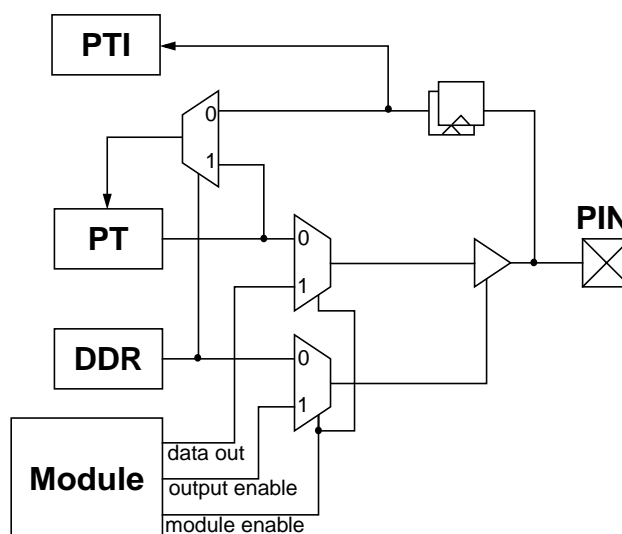 PTI
0
1
PT
PIN
0
1
DDR
0
1
Module
data out
output enable
module enable